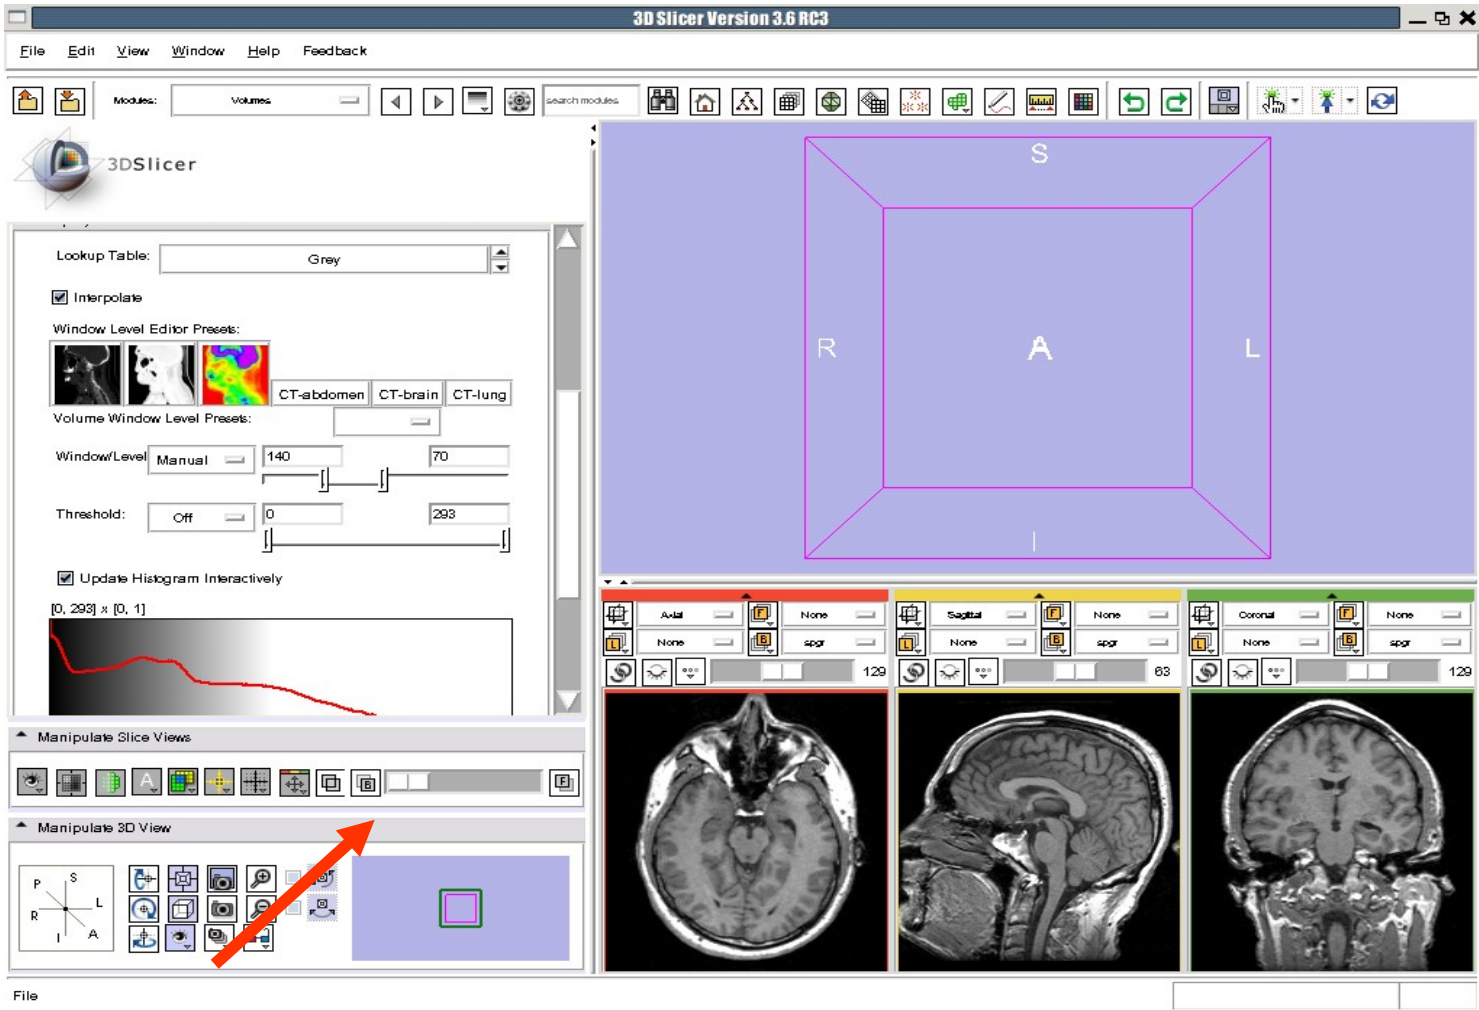 3D Slicer Version 3.6 RC3
File Edit View Window Help Feedback
Modules: Volumes search modules
3DSlicer
Lookup Table: Grey
Interpolate
Window Level Editor Presets:
CT-abdomen CT-brain CT-lung
Volume Window Level Presets:
Window/Level Manual 140 70
Threshold: Off 0 293
Update Histogram Interactively
[0, 293] x [0, 1]
Manipulate Slice Views
A B F
Manipulate 3D View
P S
R L
I A
S
R A L
I
Axial F None
L None B spgr
129
Sagittal F None
L None B spgr
63
Coronal F None
L None B spgr
129
File